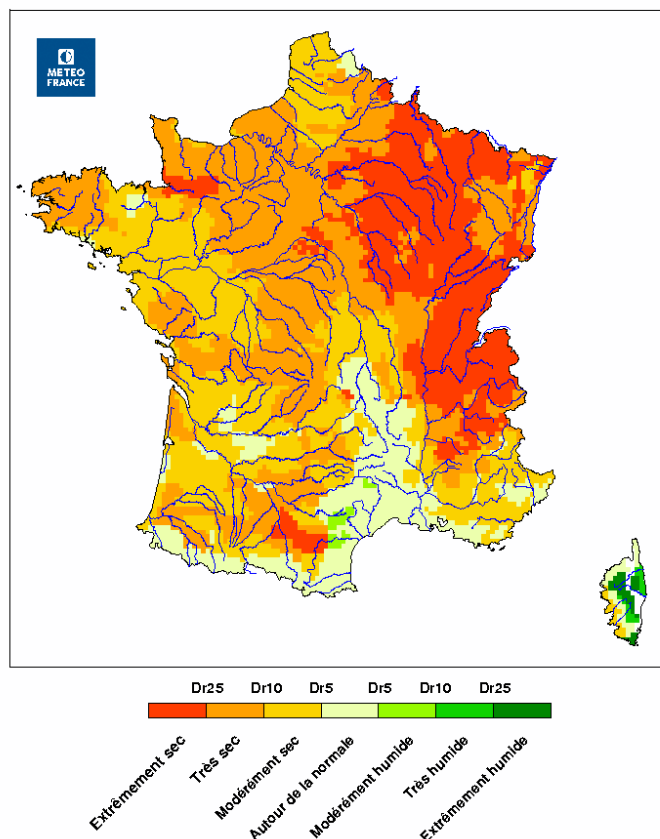 METEO
FRANCE
Dr25 Dr10 Dr5 Dr5 Dr10 Dr25
Extrêmement sec
Très sec
Modérément sec
Autour de la normale
Modérément humide
Très humide
Extrêmement humide